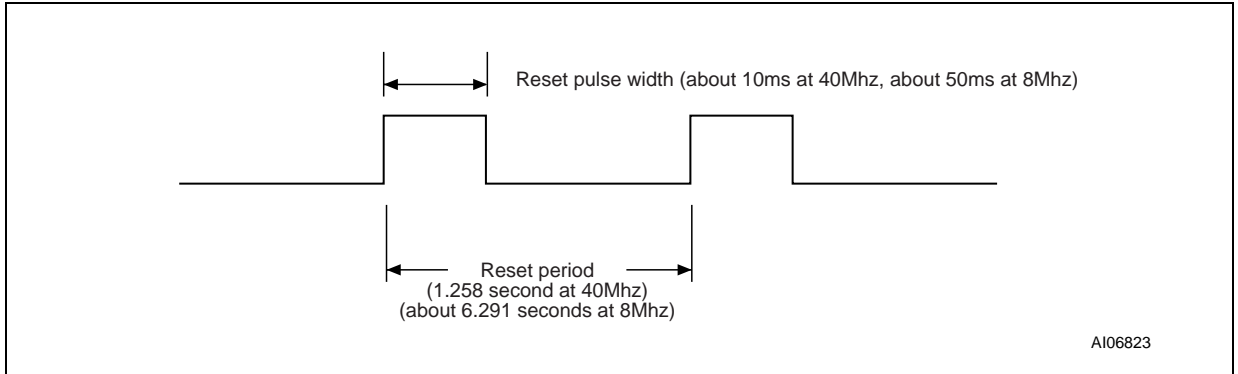 Reset pulse width (about 10ms at 40Mhz, about 50ms at 8Mhz)
Reset period
(1.258 second at 40Mhz)
(about 6.291 seconds at 8Mhz)
AI06823